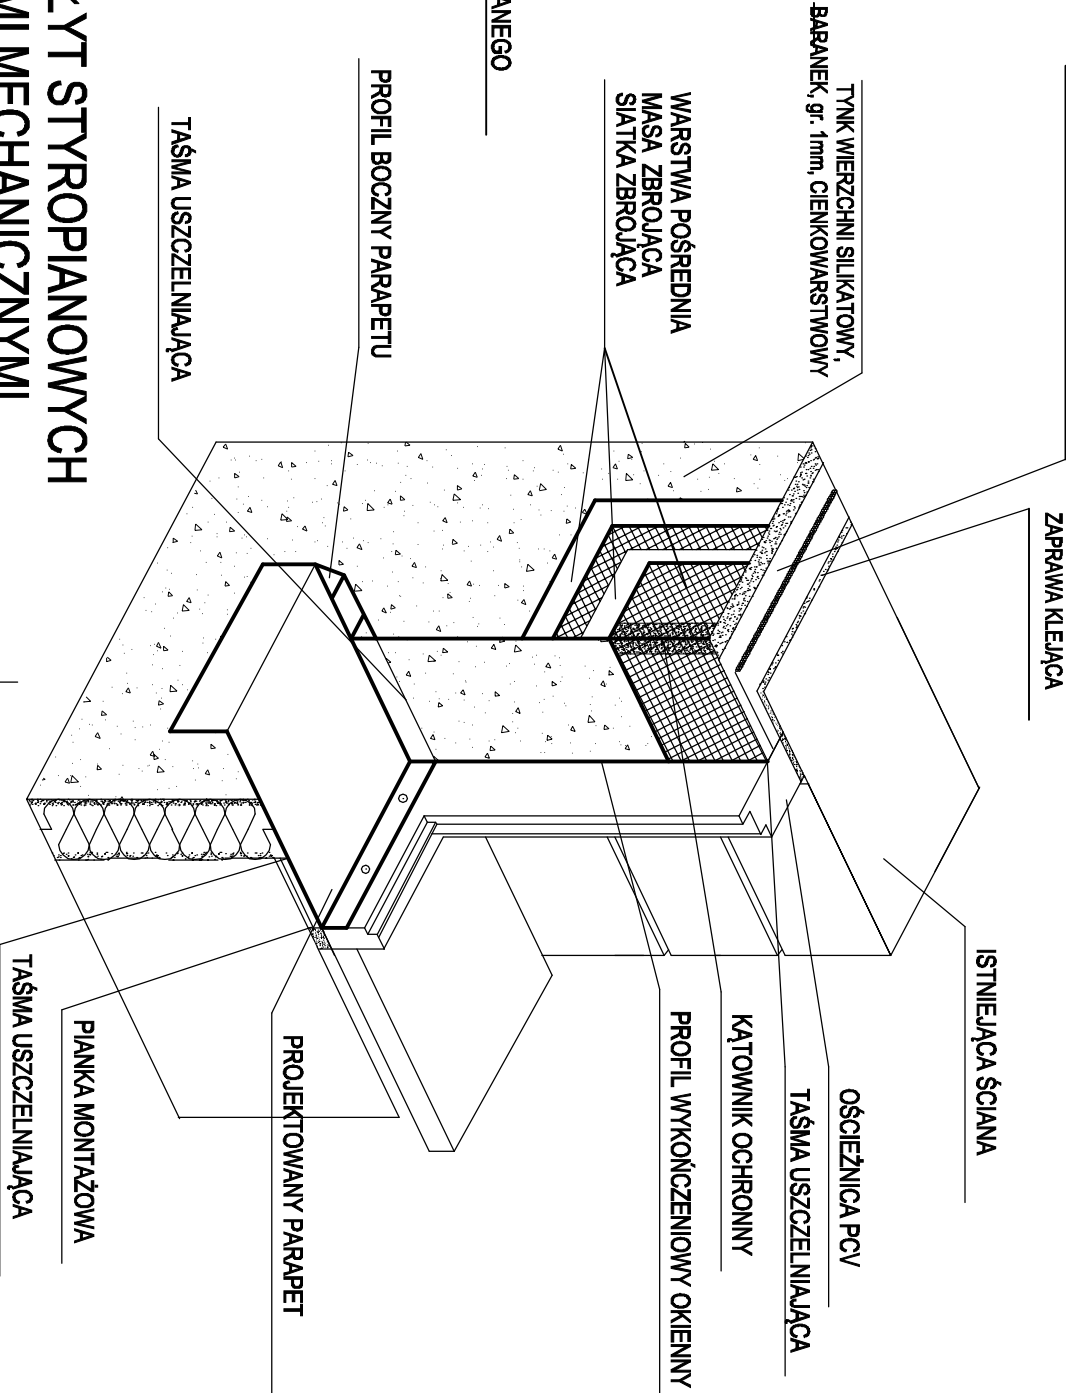 ZAPRAWA KLEJĄCA
ISTNIEJĄCA ŚCIANA
TYNK WIERZCHNI SILIKATOWY,
BARANEK, gr. 1mm, CIENKOWARSTWOWY
OŚCIEŻNICA PCV
TAŚMA USZCZELNIAJĄCA
KĄTOWNIK OCHRONNY
WARSTWA POŚREDNIA
MASA ZBROJĄCA
SIATKA ZBROJĄCA
PROFIL WYKOŃCZENIOWY OKIENNY
ANEGO
PROFIL BOCZNY PARAPETU
PROJEKTOWANY PARAPET
TAŚMA USZCZELNIAJĄCA
PIANKA MONTAŻOWA
TAŚMA USZCZELNIAJĄCA
ŁYT STYROPIANOWYCH
MI MECHANICZNYMI